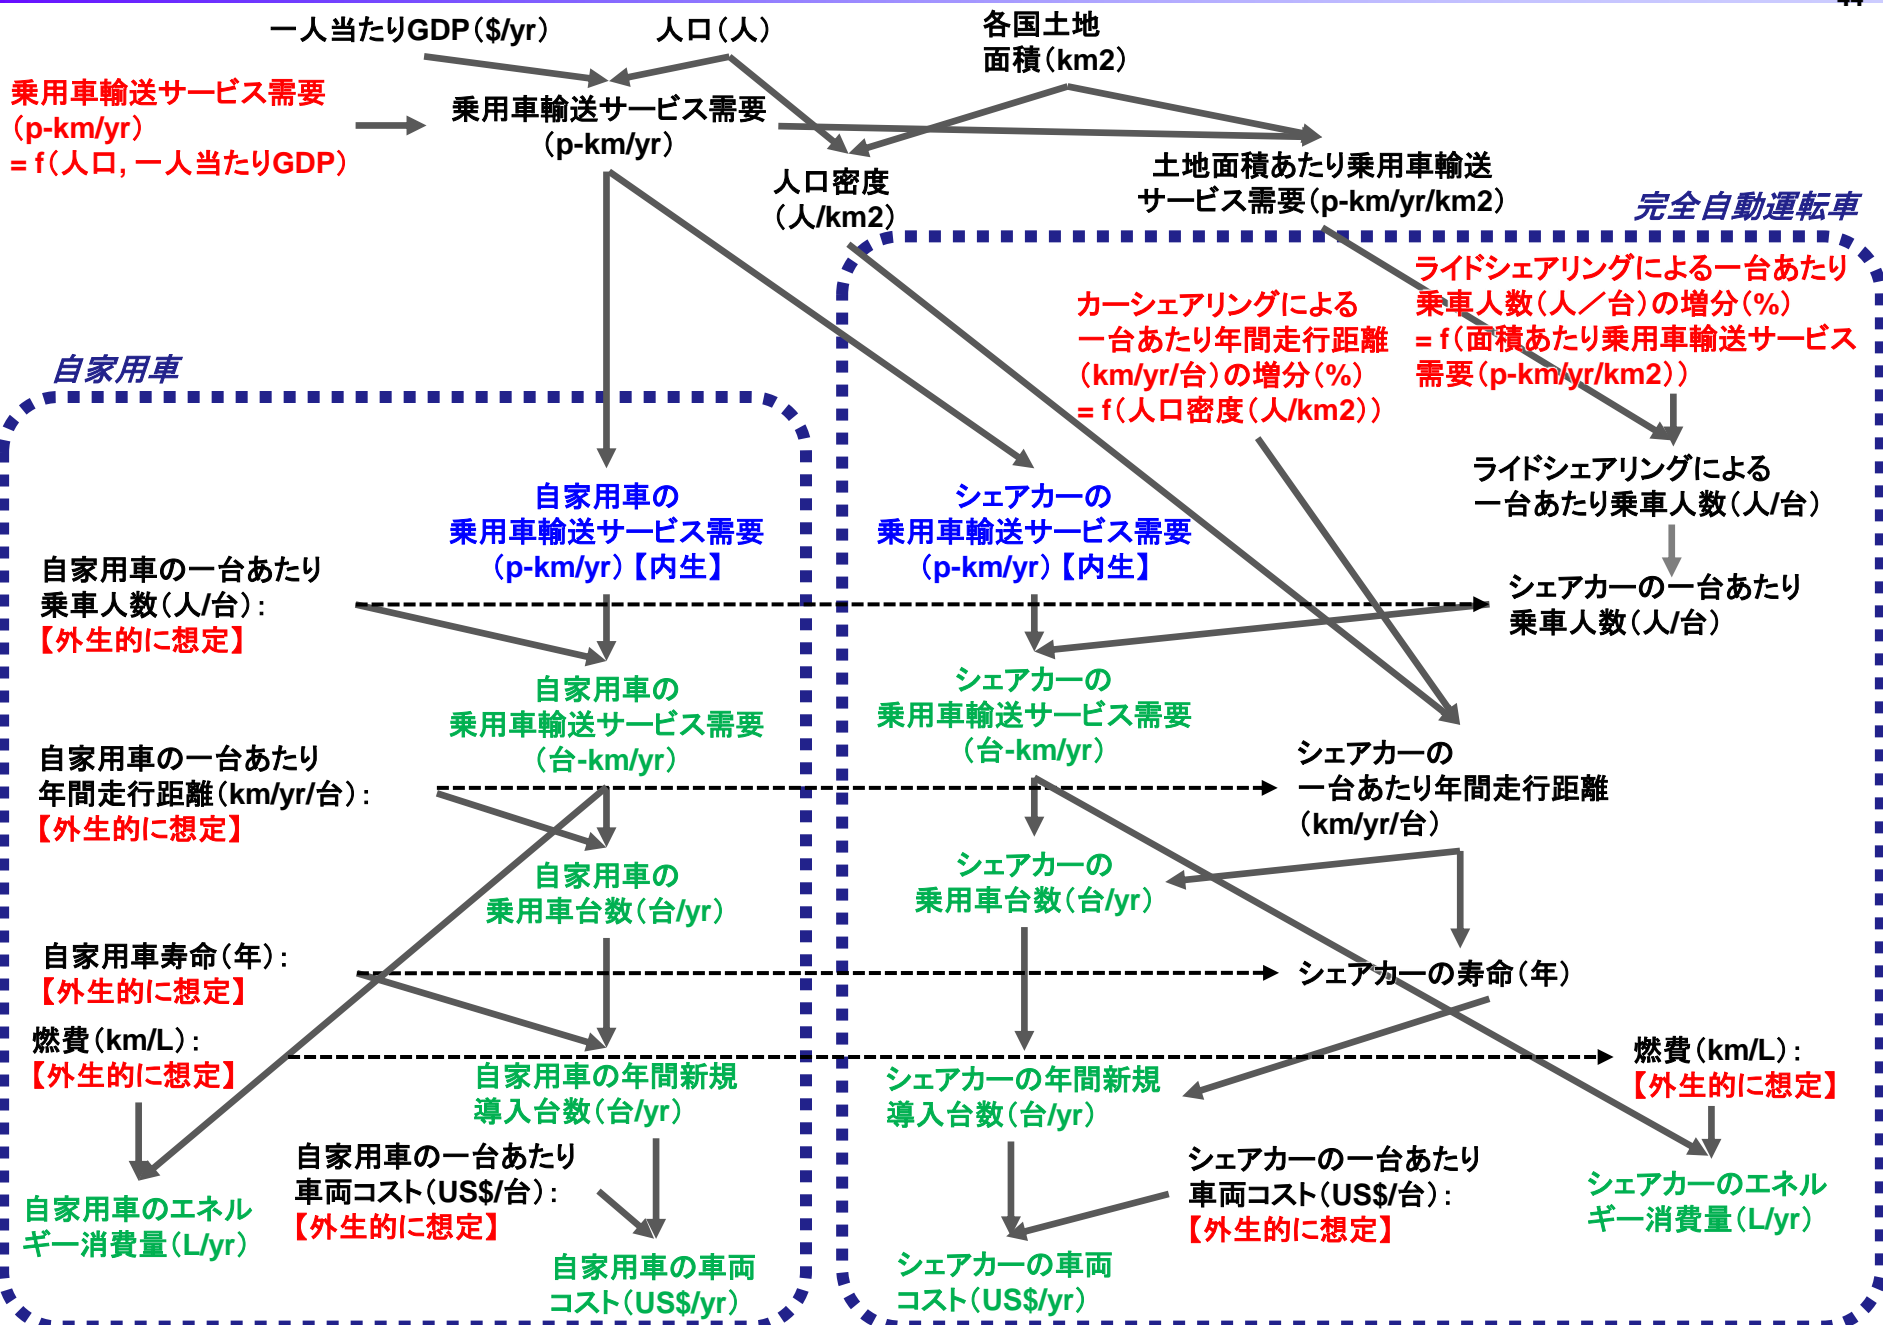 44
一人当たりGDP($/yr)
人口(人)
各国土地
面積(km2)
乗用車輸送サービス需要
(p-km/yr)
= f(人口, 一人当たりGDP)
乗用車輸送サービス需要
(p-km/yr)
人口密度
(人/km2)
土地面積あたり乗用車輸送
サービス需要(p-km/yr/km2)
完全自動運転車
カーシェアリングによる
一台あたり年間走行距離
(km/yr/台)の増分(%)
= f(人口密度(人/km2))
ライドシェアリングによる一台あたり
乗車人数(人/台)の増分(%)
= f(面積あたり乗用車輸送サービス
需要(p-km/yr/km2))
自家用車
自家用車の
乗用車輸送サービス需要
(p-km/yr)【内生】
シェアカーの
乗用車輸送サービス需要
(p-km/yr)【内生】
ライドシェアリングによる
一台あたり乗車人数(人/台)
自家用車の一台あたり
乗車人数(人/台):
【外生的に想定】
シェアカーの一台あたり
乗車人数(人/台)
自家用車の
乗用車輸送サービス需要
(台-km/yr)
シェアカーの
乗用車輸送サービス需要
(台-km/yr)
自家用車の一台あたり
年間走行距離(km/yr/台):
【外生的に想定】
シェアカーの
一台あたり年間走行距離
(km/yr/台)
自家用車の
乗用車台数(台/yr)
シェアカーの
乗用車台数(台/yr)
自家用車寿命(年):
【外生的に想定】
シェアカーの寿命(年)
燃費(km/L):
【外生的に想定】
自家用車の年間新規
導入台数(台/yr)
シェアカーの年間新規
導入台数(台/yr)
燃費(km/L):
【外生的に想定】
自家用車の一台あたり
車両コスト(US$/台):
【外生的に想定】
シェアカーの一台あたり
車両コスト(US$/台):
【外生的に想定】
自家用車のエネル
ギー消費量(L/yr)
シェアカーのエネル
ギー消費量(L/yr)
自家用車の車両
コスト(US$/yr)
シェアカーの車両
コスト(US$/yr)